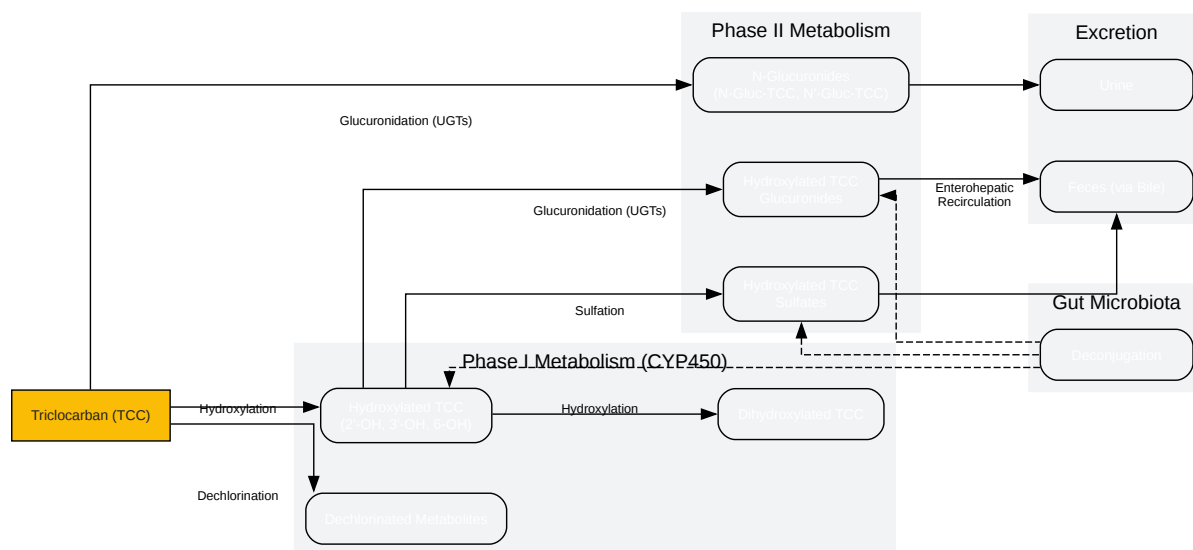 Phase II Metabolism
Excretion
N-Glucuronides
(N-Gluc-TCC, N'-Gluc-TCC)
Urine
Glucuronidation (UGTs)
Hydroxylated TCC
Glucuronides
Enterohepatic
Recirculation
Feces (via Bile)
Glucuronidation (UGTs)
Hydroxylated TCC
Sulfates
Sulfation
Gut Microbiota
Deconjugation
Phase I Metabolism (CYP450)
Triclocarban (TCC)
Hydroxylation
Hydroxylated TCC
(2'-OH, 3'-OH, 6-OH)
Hydroxylation
Dihydroxylated TCC
Dechlorination
Dechlorinated Metabolites